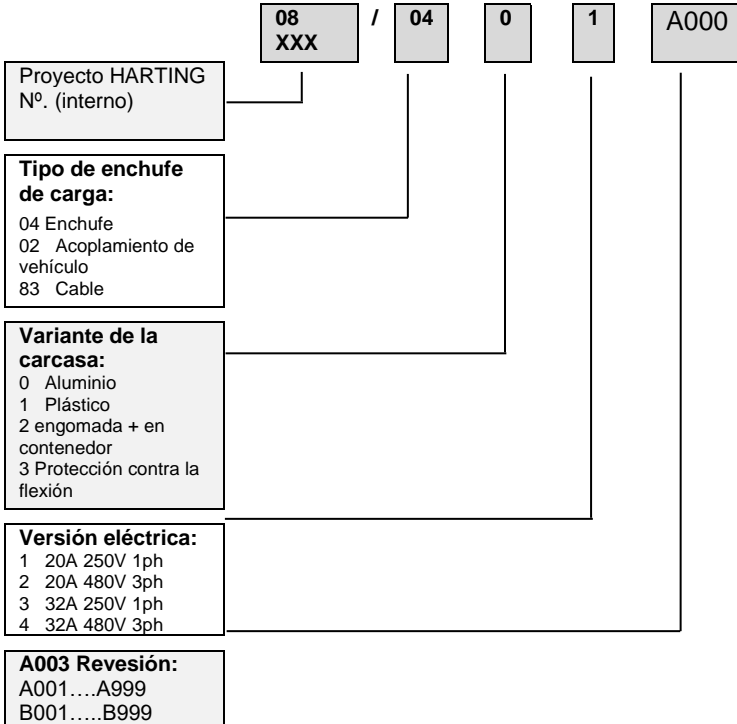 08 / 04 0 1 A000
XXX
Proyecto HARTING
Nº. (interno)
Tipo de enchufe
de carga:
04 Enchufe
02 Acoplamiento de
vehículo
83 Cable
Variante de la
carcasa:
0 Aluminio
1 Plástico
2 engomada + en
contenedor
3 Protección contra la
flexión
Versión eléctrica:
1 20A 250V 1ph
2 20A 480V 3ph
3 32A 250V 1ph
4 32A 480V 3ph
A003 Revesión:
A001….A999
B001…..B999